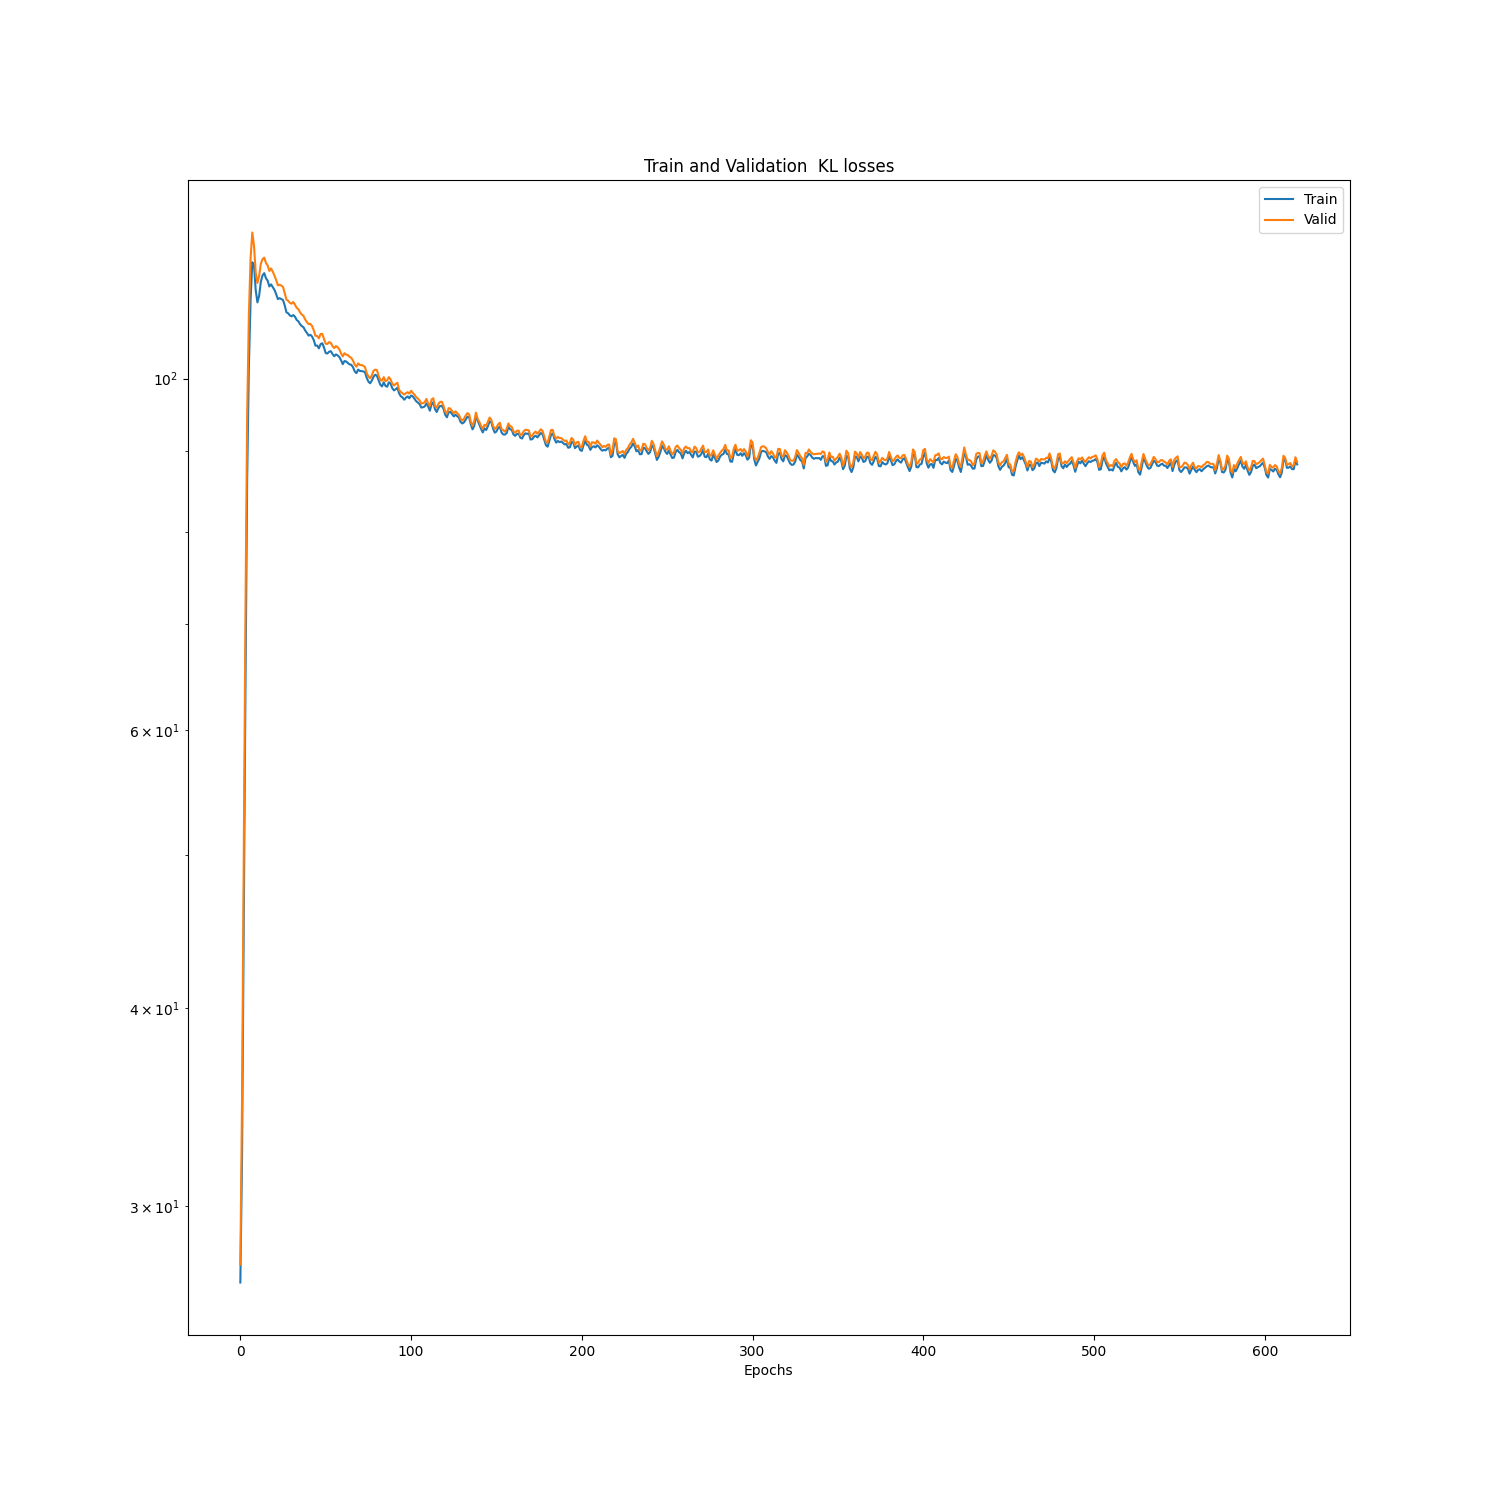 Train and Validation  KL losses
Train
Valid
10²
6 × 10¹
4 × 10¹
3 × 10¹
0 100 200 300 400 500 600
Epochs